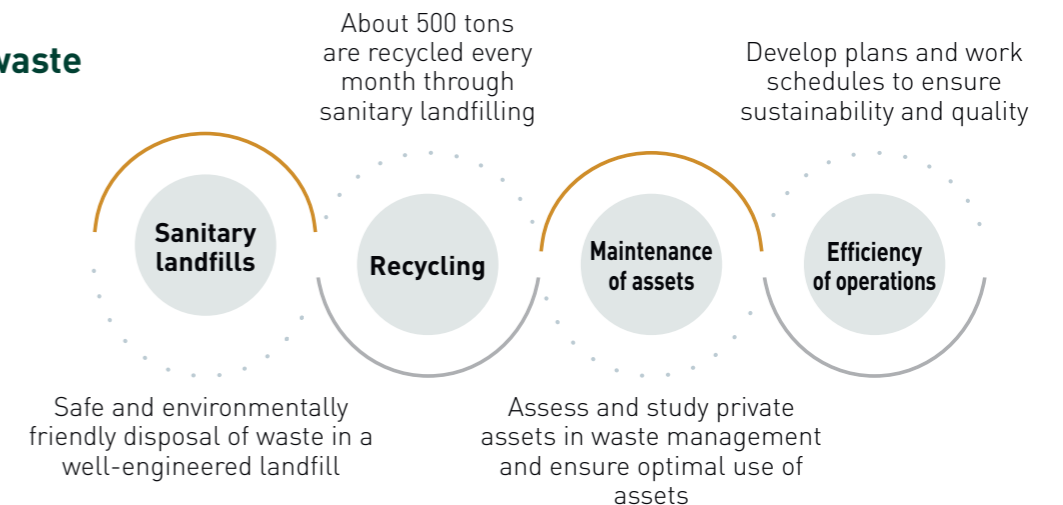 waste
About 500 tons
are recycled every
month through
sanitary landfilling
Develop plans and work
schedules to ensure
sustainability and quality
Sanitary
landfills
Recycling
Maintenance
of assets
Efficiency
of operations
Safe and environmentally
friendly disposal of waste in a
well-engineered landfill
Assess and study private
assets in waste management
and ensure optimal use of
assets